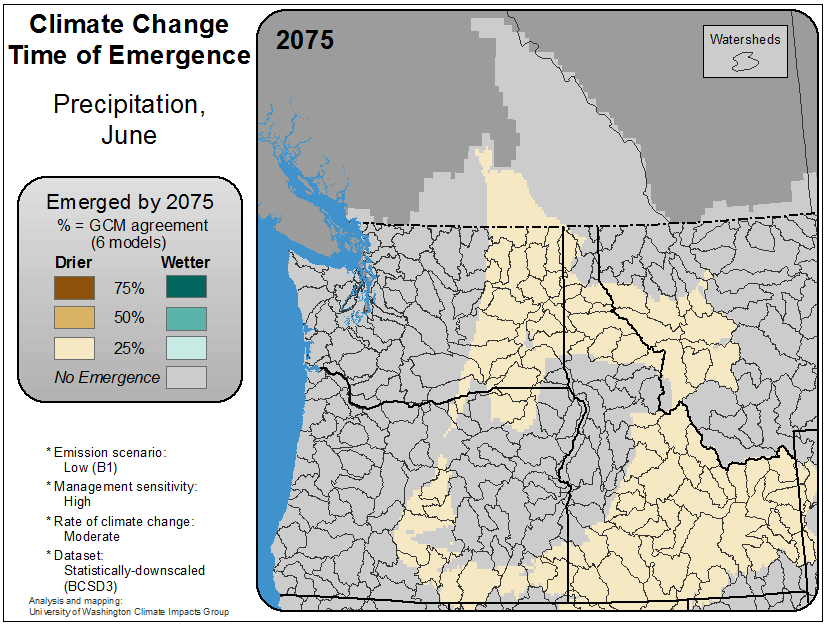 Climate Change
Time of Emergence
Precipitation,
June
Emerged by 2075
% = GCM agreement
(6 models)
Drier Wetter
75%
50%
25%
No Emergence
* Emission scenario:
Low (B1)
* Management sensitivity:
High
* Rate of climate change:
Moderate
* Dataset:
Statistically-downscaled
(BCSD3)
Analysis and mapping:
University of Washington Climate Impacts Group
2075
Watersheds